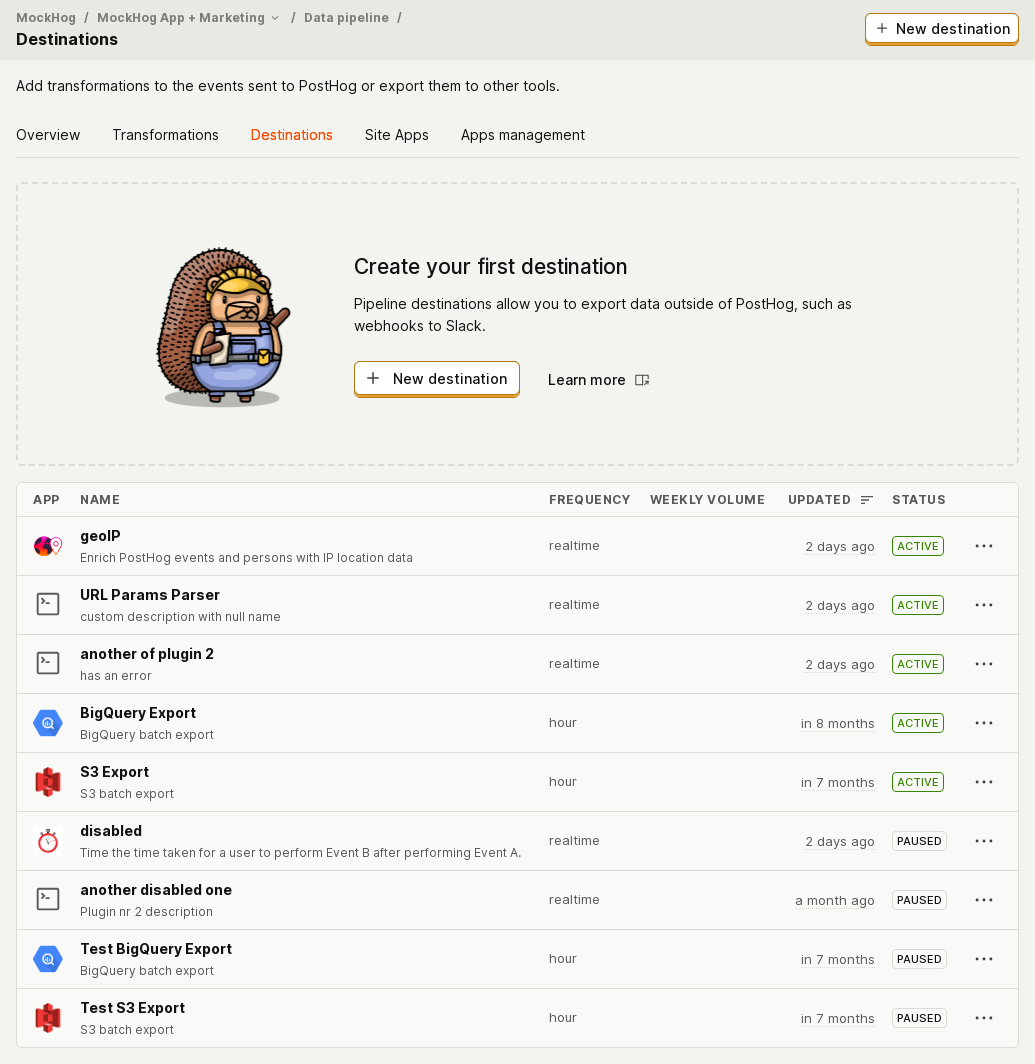 MockHog / MockHog App + Marketing / Data pipeline /
Destinations
New destination
Add transformations to the events sent to PostHog or export them to other tools.
Overview Transformations Destinations Site Apps Apps management
Create your first destination
Pipeline destinations allow you to export data outside of PostHog, such as
webhooks to Slack.
New destination Learn more
APP NAME FREQUENCY WEEKLY VOLUME UPDATED STATUS
geoIP
Enrich PostHog events and persons with IP location data
realtime 2 days ago ACTIVE
URL Params Parser
custom description with null name
realtime 2 days ago ACTIVE
another of plugin 2
has an error
realtime 2 days ago ACTIVE
BigQuery Export
BigQuery batch export
hour in 8 months ACTIVE
S3 Export
S3 batch export
hour in 7 months ACTIVE
disabled
Time the time taken for a user to perform Event B after performing Event A.
realtime 2 days ago PAUSED
another disabled one
Plugin nr 2 description
realtime a month ago PAUSED
Test BigQuery Export
BigQuery batch export
hour in 7 months PAUSED
Test S3 Export
S3 batch export
hour in 7 months PAUSED